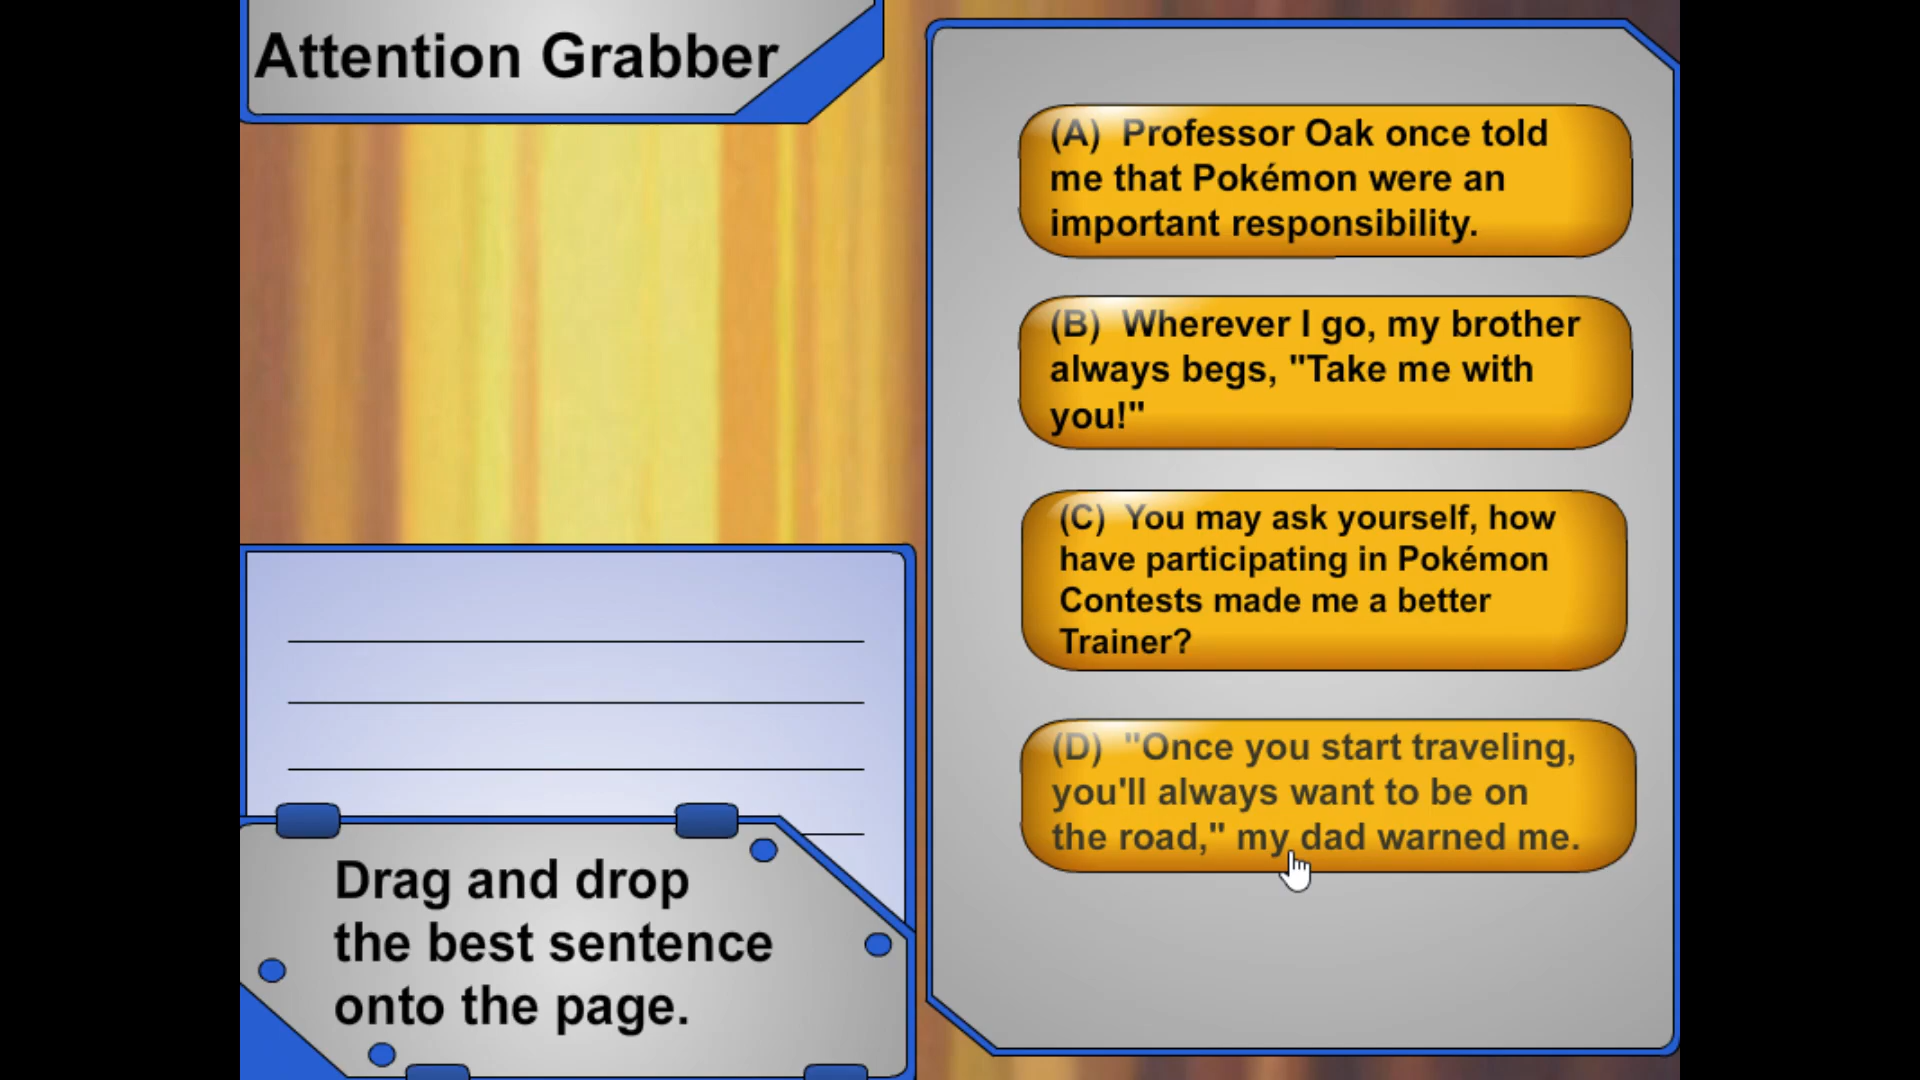 Attention Grabber
(A) Professor Oak once told
me that Pokémon were an
important responsibility.
(B) Wherever I go, my brother
always begs, "Take me with
you!"
(C) You may ask yourself, how
have participating in Pokémon
Contests made me a better
Trainer?
(D) "Once you start traveling,
you'll always want to be on
the road," my dad warned me.
Drag and drop
the best sentence
onto the page.